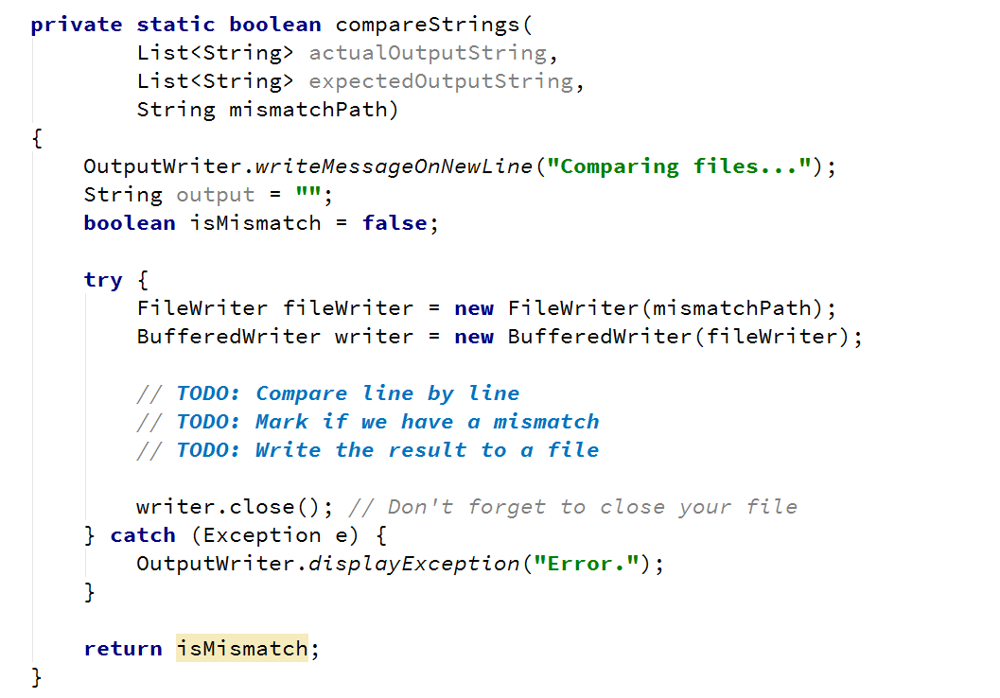 private static boolean compareStrings(
        List<String> actualOutputString,
        List<String> expectedOutputString,
        String mismatchPath)
{
    OutputWriter.writeMessageOnNewLine("Comparing files...");
    String output = "";
    boolean isMismatch = false;

    try {
        FileWriter fileWriter = new FileWriter(mismatchPath);
        BufferedWriter writer = new BufferedWriter(fileWriter);

        // TODO: Compare line by line
        // TODO: Mark if we have a mismatch
        // TODO: Write the result to a file

        writer.close(); // Don't forget to close your file
    } catch (Exception e) {
        OutputWriter.displayException("Error.");
    }

    return isMismatch;
}